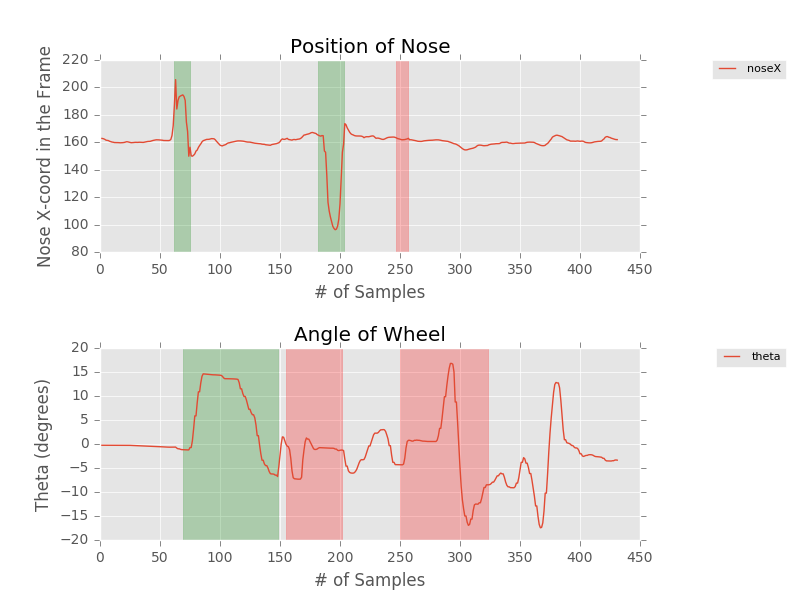 Position of Nose
220
200
180
160
140
120
100
80
Nose X-coord in the Frame
0 50 100 150 200 250 300 350 400 450
# of Samples
noseX
Angle of Wheel
20
15
10
5
0
−5
−10
−15
−20
Theta (degrees)
0 50 100 150 200 250 300 350 400 450
# of Samples
theta